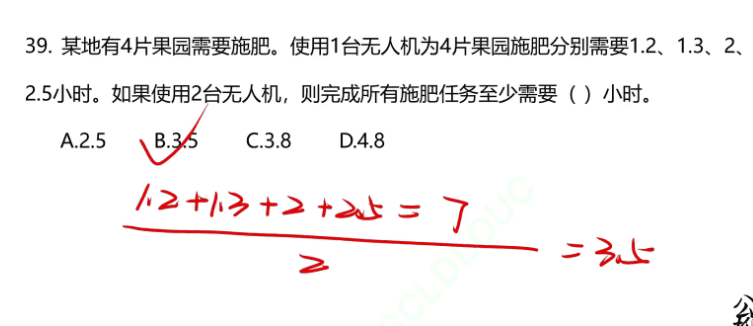 39. 某地有4片果园需要施肥。使用1台无人机为4片果园施肥分别需要1.2、1.3、2、
2.5小时。如果使用2台无人机，则完成所有施肥任务至少需要（ ）小时。
A.2.5 B.3.5 C.3.8 D.4.8
1.2+1.3+2+2.5=7
2
=3.5